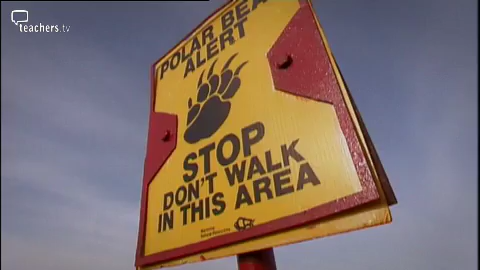 teachers.tv
POLAR BEAR
ALERT
STOP
DON'T WALK
IN THIS AREA